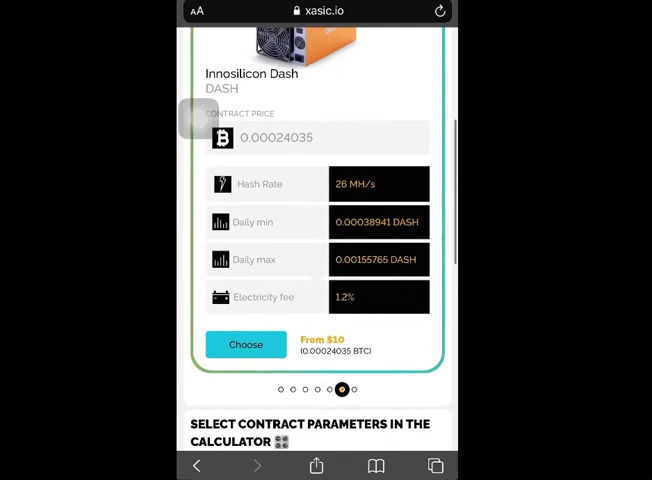 AA xasic.io
Innosilicon Dash
DASH
CONTRACT PRICE
0.00024035
Hash Rate 26 MH/s
Daily min 0.00038941 DASH
Daily max 0.00155765 DASH
Electricity fee 1.2%
Choose From $10
(0.00024035 BTC)
SELECT CONTRACT PARAMETERS IN THE
CALCULATOR